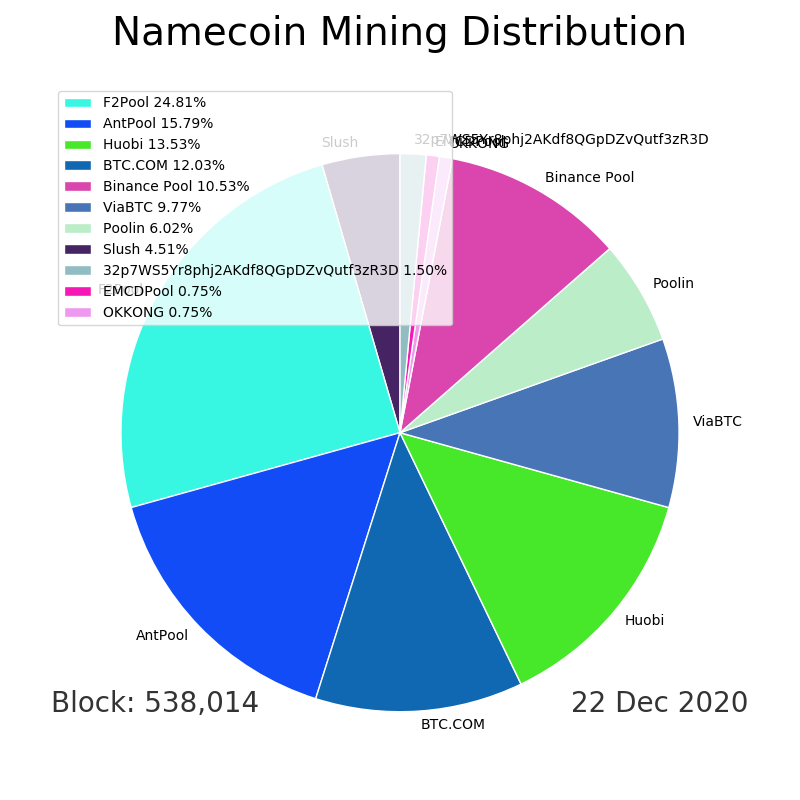 Namecoin Mining Distribution
F2Pool 24.81%
AntPool 15.79%
Huobi 13.53%
BTC.COM 12.03%
Binance Pool 10.53%
ViaBTC 9.77%
Poolin 6.02%
Slush 4.51%
32p7WS5Yr8phj2AKdf8QGpDZvQutf3zR3D 1.50%
EMCDPool 0.75%
OKKONG 0.75%
Slush
32p7WS5Yr8phj2AKdf8QGpDZvQutf3zR3D
OKKONG
Binance Pool
Poolin
ViaBTC
Huobi
BTC.COM
AntPool
F2Pool
Block: 538,014
22 Dec 2020